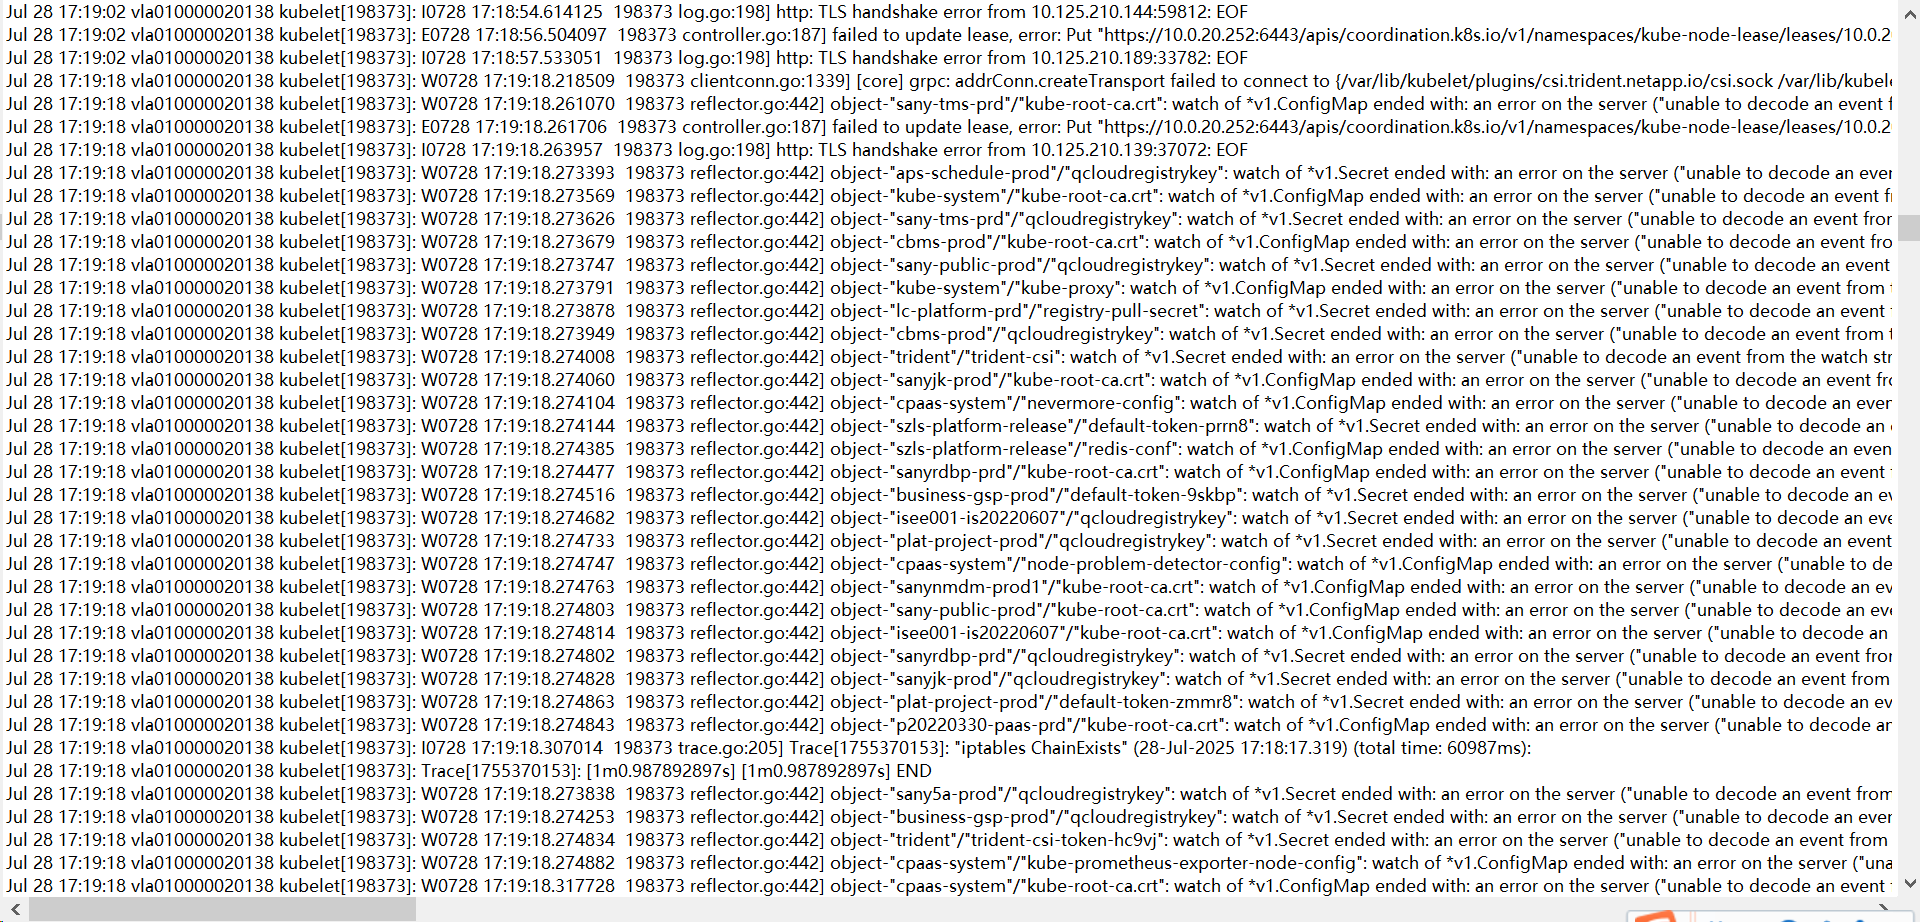 Jul 28 17:19:02 vla010000020138 kubelet[198373]: I0728 17:18:54.614125  198373 log.go:198] http: TLS handshake error from 10.125.210.144:59812: EOF
Jul 28 17:19:02 vla010000020138 kubelet[198373]: E0728 17:18:56.504097  198373 controller.go:187] failed to update lease, error: Put "https://10.0.20.252:6443/apis/coordination.k8s.io/v1/namespaces/kube-node-lease/leases/10.0.2
Jul 28 17:19:02 vla010000020138 kubelet[198373]: I0728 17:18:57.533051  198373 log.go:198] http: TLS handshake error from 10.125.210.189:33782: EOF
Jul 28 17:19:18 vla010000020138 kubelet[198373]: W0728 17:19:18.218509  198373 clientconn.go:1339] [core] grpc: addrConn.createTransport failed to connect to {/var/lib/kubelet/plugins/csi.trident.netapp.io/csi.sock /var/lib/kubel
Jul 28 17:19:18 vla010000020138 kubelet[198373]: W0728 17:19:18.261070  198373 reflector.go:442] object-"sany-tms-prd"/"kube-root-ca.crt": watch of *v1.ConfigMap ended with: an error on the server ("unable to decode an event f
Jul 28 17:19:18 vla010000020138 kubelet[198373]: E0728 17:19:18.261706  198373 controller.go:187] failed to update lease, error: Put "https://10.0.20.252:6443/apis/coordination.k8s.io/v1/namespaces/kube-node-lease/leases/10.0.2
Jul 28 17:19:18 vla010000020138 kubelet[198373]: I0728 17:19:18.263957  198373 log.go:198] http: TLS handshake error from 10.125.210.139:37072: EOF
Jul 28 17:19:18 vla010000020138 kubelet[198373]: W0728 17:19:18.273393  198373 reflector.go:442] object-"aps-schedule-prod"/"qcloudregistrykey": watch of *v1.Secret ended with: an error on the server ("unable to decode an even
Jul 28 17:19:18 vla010000020138 kubelet[198373]: W0728 17:19:18.273569  198373 reflector.go:442] object-"kube-system"/"kube-root-ca.crt": watch of *v1.ConfigMap ended with: an error on the server ("unable to decode an event f
Jul 28 17:19:18 vla010000020138 kubelet[198373]: W0728 17:19:18.273626  198373 reflector.go:442] object-"sany-tms-prd"/"qcloudregistrykey": watch of *v1.Secret ended with: an error on the server ("unable to decode an event from
Jul 28 17:19:18 vla010000020138 kubelet[198373]: W0728 17:19:18.273679  198373 reflector.go:442] object-"cbms-prod"/"kube-root-ca.crt": watch of *v1.ConfigMap ended with: an error on the server ("unable to decode an event fro
Jul 28 17:19:18 vla010000020138 kubelet[198373]: W0728 17:19:18.273747  198373 reflector.go:442] object-"sany-public-prod"/"qcloudregistrykey": watch of *v1.Secret ended with: an error on the server ("unable to decode an event
Jul 28 17:19:18 vla010000020138 kubelet[198373]: W0728 17:19:18.273791  198373 reflector.go:442] object-"kube-system"/"kube-proxy": watch of *v1.ConfigMap ended with: an error on the server ("unable to decode an event from
Jul 28 17:19:18 vla010000020138 kubelet[198373]: W0728 17:19:18.273878  198373 reflector.go:442] object-"lc-platform-prd"/"registry-pull-secret": watch of *v1.Secret ended with: an error on the server ("unable to decode an event from
Jul 28 17:19:18 vla010000020138 kubelet[198373]: W0728 17:19:18.273949  198373 reflector.go:442] object-"cbms-prod"/"qcloudregistrykey": watch of *v1.Secret ended with: an error on the server ("unable to decode an event from t
Jul 28 17:19:18 vla010000020138 kubelet[198373]: W0728 17:19:18.274008  198373 reflector.go:442] object-"trident"/"trident-csi": watch of *v1.Secret ended with: an error on the server ("unable to decode an event from the watch str
Jul 28 17:19:18 vla010000020138 kubelet[198373]: W0728 17:19:18.274060  198373 reflector.go:442] object-"sanyjk-prod"/"kube-root-ca.crt": watch of *v1.ConfigMap ended with: an error on the server ("unable to decode an event fr
Jul 28 17:19:18 vla010000020138 kubelet[198373]: W0728 17:19:18.274104  198373 reflector.go:442] object-"cpaas-system"/"nevermore-config": watch of *v1.ConfigMap ended with: an error on the server ("unable to decode an even
Jul 28 17:19:18 vla010000020138 kubelet[198373]: W0728 17:19:18.274144  198373 reflector.go:442] object-"szls-platform-release"/"default-token-prrn8": watch of *v1.Secret ended with: an error on the server ("unable to decode an
Jul 28 17:19:18 vla010000020138 kubelet[198373]: W0728 17:19:18.274385  198373 reflector.go:442] object-"szls-platform-release"/"redis-conf": watch of *v1.ConfigMap ended with: an error on the server ("unable to decode an even
Jul 28 17:19:18 vla010000020138 kubelet[198373]: W0728 17:19:18.274477  198373 reflector.go:442] object-"sanyrdbp-prd"/"kube-root-ca.crt": watch of *v1.ConfigMap ended with: an error on the server ("unable to decode an event
Jul 28 17:19:18 vla010000020138 kubelet[198373]: W0728 17:19:18.274516  198373 reflector.go:442] object-"business-gsp-prod"/"default-token-9skbp": watch of *v1.Secret ended with: an error on the server ("unable to decode an ev
Jul 28 17:19:18 vla010000020138 kubelet[198373]: W0728 17:19:18.274682  198373 reflector.go:442] object-"isee001-is20220607"/"qcloudregistrykey": watch of *v1.Secret ended with: an error on the server ("unable to decode an eve
Jul 28 17:19:18 vla010000020138 kubelet[198373]: W0728 17:19:18.274733  198373 reflector.go:442] object-"plat-project-prod"/"qcloudregistrykey": watch of *v1.Secret ended with: an error on the server ("unable to decode an event
Jul 28 17:19:18 vla010000020138 kubelet[198373]: W0728 17:19:18.274747  198373 reflector.go:442] object-"cpaas-system"/"node-problem-detector-config": watch of *v1.ConfigMap ended with: an error on the server ("unable to de
Jul 28 17:19:18 vla010000020138 kubelet[198373]: W0728 17:19:18.274763  198373 reflector.go:442] object-"sanynmdm-prod1"/"kube-root-ca.crt": watch of *v1.ConfigMap ended with: an error on the server ("unable to decode an eve
Jul 28 17:19:18 vla010000020138 kubelet[198373]: W0728 17:19:18.274803  198373 reflector.go:442] object-"sany-public-prod"/"kube-root-ca.crt": watch of *v1.ConfigMap ended with: an error on the server ("unable to decode an eve
Jul 28 17:19:18 vla010000020138 kubelet[198373]: W0728 17:19:18.274814  198373 reflector.go:442] object-"isee001-is20220607"/"kube-root-ca.crt": watch of *v1.ConfigMap ended with: an error on the server ("unable to decode an
Jul 28 17:19:18 vla010000020138 kubelet[198373]: W0728 17:19:18.274802  198373 reflector.go:442] object-"sanyrdbp-prd"/"qcloudregistrykey": watch of *v1.Secret ended with: an error on the server ("unable to decode an event from
Jul 28 17:19:18 vla010000020138 kubelet[198373]: W0728 17:19:18.274828  198373 reflector.go:442] object-"sanyjk-prod"/"qcloudregistrykey": watch of *v1.Secret ended with: an error on the server ("unable to decode an event from
Jul 28 17:19:18 vla010000020138 kubelet[198373]: W0728 17:19:18.274863  198373 reflector.go:442] object-"plat-project-prod"/"default-token-zmmr8": watch of *v1.Secret ended with: an error on the server ("unable to decode an ev
Jul 28 17:19:18 vla010000020138 kubelet[198373]: W0728 17:19:18.274843  198373 reflector.go:442] object-"p20220330-paas-prd"/"kube-root-ca.crt": watch of *v1.ConfigMap ended with: an error on the server ("unable to decode an
Jul 28 17:19:18 vla010000020138 kubelet[198373]: I0728 17:19:18.307014  198373 trace.go:205] Trace[1755370153]: "iptables ChainExists" (28-Jul-2025 17:18:17.319) (total time: 60987ms):
Jul 28 17:19:18 vla010000020138 kubelet[198373]: Trace[1755370153]: [1m0.987892897s] [1m0.987892897s] END
Jul 28 17:19:18 vla010000020138 kubelet[198373]: W0728 17:19:18.273838  198373 reflector.go:442] object-"sany5a-prod"/"qcloudregistrykey": watch of *v1.Secret ended with: an error on the server ("unable to decode an event from
Jul 28 17:19:18 vla010000020138 kubelet[198373]: W0728 17:19:18.274253  198373 reflector.go:442] object-"business-gsp-prod"/"qcloudregistrykey": watch of *v1.Secret ended with: an error on the server ("unable to decode an even
Jul 28 17:19:18 vla010000020138 kubelet[198373]: W0728 17:19:18.274834  198373 reflector.go:442] object-"trident"/"trident-csi-token-hc9vj": watch of *v1.Secret ended with: an error on the server ("unable to decode an event from
Jul 28 17:19:18 vla010000020138 kubelet[198373]: W0728 17:19:18.274882  198373 reflector.go:442] object-"cpaas-system"/"kube-prometheus-exporter-node-config": watch of *v1.ConfigMap ended with: an error on the server ("una
Jul 28 17:19:18 vla010000020138 kubelet[198373]: W0728 17:19:18.317728  198373 reflector.go:442] object-"cpaas-system"/"kube-root-ca.crt": watch of *v1.ConfigMap ended with: an error on the server ("unable to decode an event